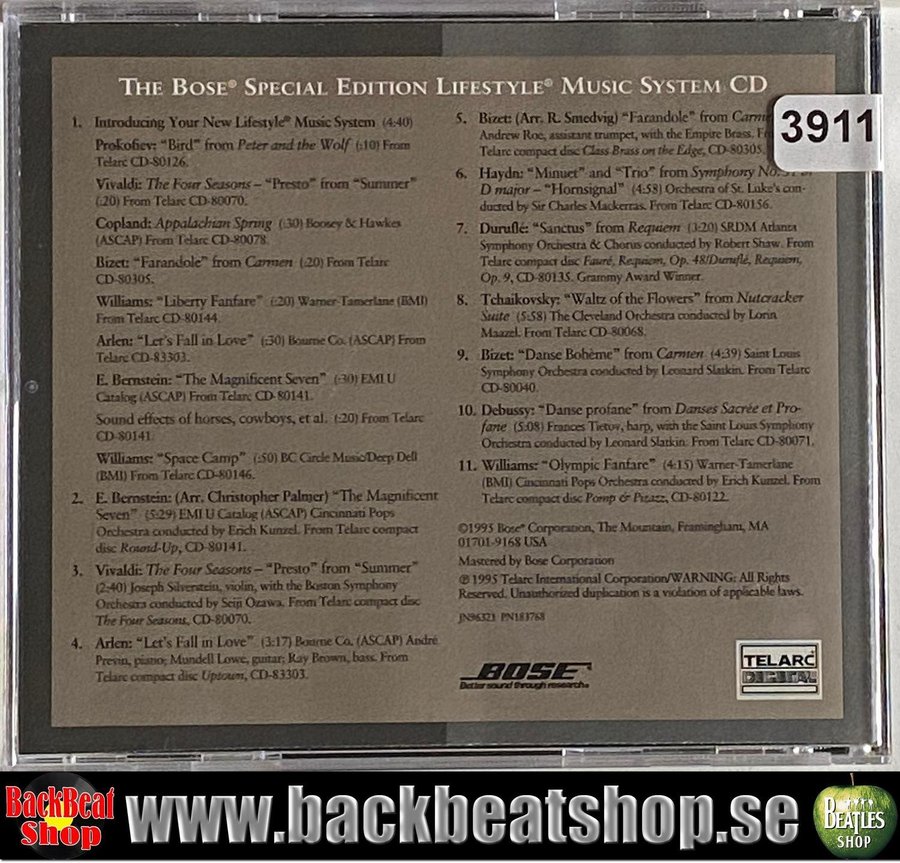 THE BOSE® SPECIAL EDITION LIFESTYLE® MUSIC SYSTEM CD
1. Introducing Your New Lifestyle® Music System (4:40)
Prokofiev: “Bird” from Peter and the Wolf (:10) From
Telarc CD-80126.
Vivaldi: The Four Seasons – “Presto” from “Summer”
(:20) From Telarc CD-80070.
Copland: Appalachian Spring (:30) Boosey & Hawkes
(ASCAP) From Telarc CD-80078.
Bizet: “Farandole” from Carmen (:20) From Telarc
CD-80305.
Williams: “Liberty Fanfare” (:20) Warner-Tamerlane (BMI)
From Telarc CD-80144.
Arlen: “Let's Fall in Love” (:30) Bourne Co. (ASCAP) From
Telarc CD-83303.
E. Bernstein: “The Magnificent Seven” (:30) EMI U
Catalog (ASCAP) From Telarc CD-80141.
Sound effects of horses, cowboys, et al. (:20) From Telarc
CD-80141.
Williams: “Space Camp” (:50) BC Circle Music/Deep Dell
(BMI) From Telarc CD-80146.
2. E. Bernstein: (Arr. Christopher Palmer) “The Magnificent
Seven” (5:29) EMI U Catalog (ASCAP) Cincinnati Pops
Orchestra conducted by Erich Kunzel. From Telarc compact
disc Round-Up, CD-80141.
3. Vivaldi: The Four Seasons – “Presto” from “Summer”
(2:40) Joseph Silverstein, violin, with the Boston Symphony
Orchestra conducted by Seiji Ozawa. From Telarc compact disc
The Four Seasons, CD-80070.
4. Arlen: “Let's Fall in Love” (3:17) Bourne Co. (ASCAP) André
Previn, piano; Mundell Lowe, guitar; Ray Brown, bass. From
Telarc compact disc Uptown, CD-83303.
5. Bizet: (Arr. R. Smedvig) “Farandole” from
Andrew Roe, assistant trumpet, with the Empire Brass.
Telarc compact disc Class Brass on the Edge, CD-80305.
3911
6. Haydn: “Minuet” and “Trio” from Symphony
D major – “Hornsignal” (4:58) Orchestra of St. Luke's con-
ducted by Sir Charles Mackerras. From Telarc CD-80156.
7. Duruflé: “Sanctus” from Requiem (3:20) SRDM Atlanta
Symphony Orchestra & Chorus conducted by Robert Shaw. From
Telarc compact disc Fauré, Requiem, Op. 48/Duruflé, Requiem,
Op. 9, CD-80135. Grammy Award Winner.
8. Tchaikovsky: “Waltz of the Flowers” from Nutcracker
Suite (5:58) The Cleveland Orchestra conducted by Lorin
Maazel. From Telarc CD-80068.
9. Bizet: “Danse Bohème” from Carmen (4:39) Saint Louis
Symphony Orchestra conducted by Leonard Slatkin. From Telarc
CD-80040.
10. Debussy: “Danse profane” from Danses Sacrée et Pro-
fane (5:08) Frances Tietov, harp, with the Saint Louis Symphony
Orchestra conducted by Leonard Slatkin. From Telarc CD-80071.
11. Williams: “Olympic Fanfare” (4:15) Warner-Tamerlane
(BMI) Cincinnati Pops Orchestra conducted by Erich Kunzel. From
Telarc compact disc Pomp & Pizazz, CD-80122.
©1995 Bose® Corporation, The Mountain, Framingham, MA
01701-9168 USA
Mastered by Bose Corporation
℗ 1995 Telarc International Corporation/WARNING: All Rights
Reserved. Unauthorized duplication is a violation of applicable laws.
JN96321 PN183768
BOSE®
Better sound through research®
TELARC
DIGITAL
BackBeat
Shop
www.backbeatshop.se
BEATLES
SHOP